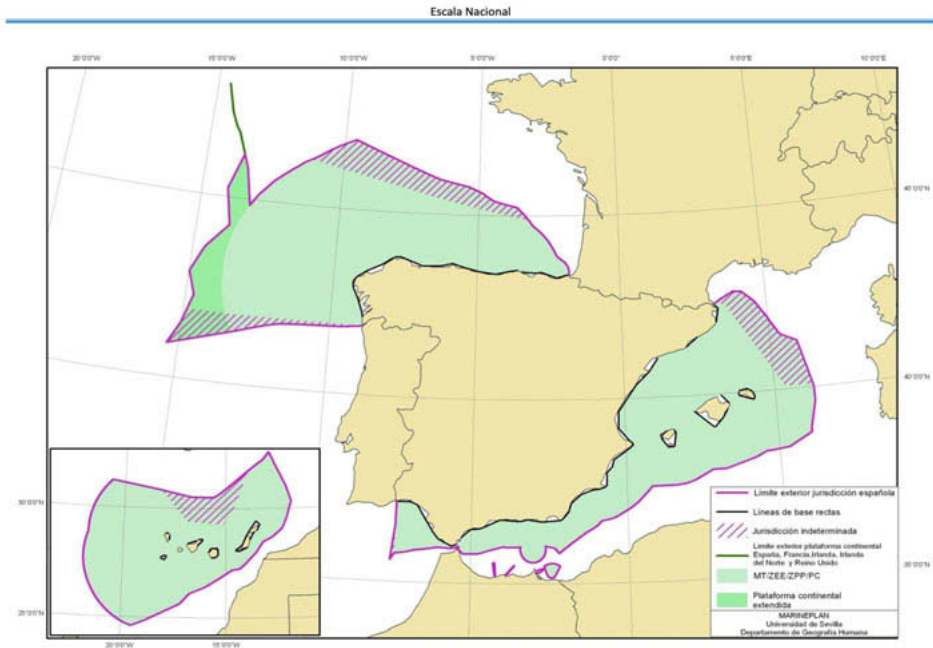 Escala Nacional
20°0'0"W 15°0'0"W 10°0'0"W 5°0'0"W 0°0'0" 5°0'0"E 10°0'0"E
45°0'0"N
40°0'0"N
35°0'0"N
30°0'0"N
25°0'0"N
20°0'0"W 15°0'0"W
Límite exterior jurisdicción española
Líneas de base rectas
Jurisdicción indeterminada
Límite exterior plataforma continental
España, Francia, Irlanda, Irlanda
del Norte y Reino Unido
MT/ZEE/ZPP/PC
Plataforma continental
extendida
MARINEPLAN
Universidad de Sevilla
Departamento de Geografía Humana